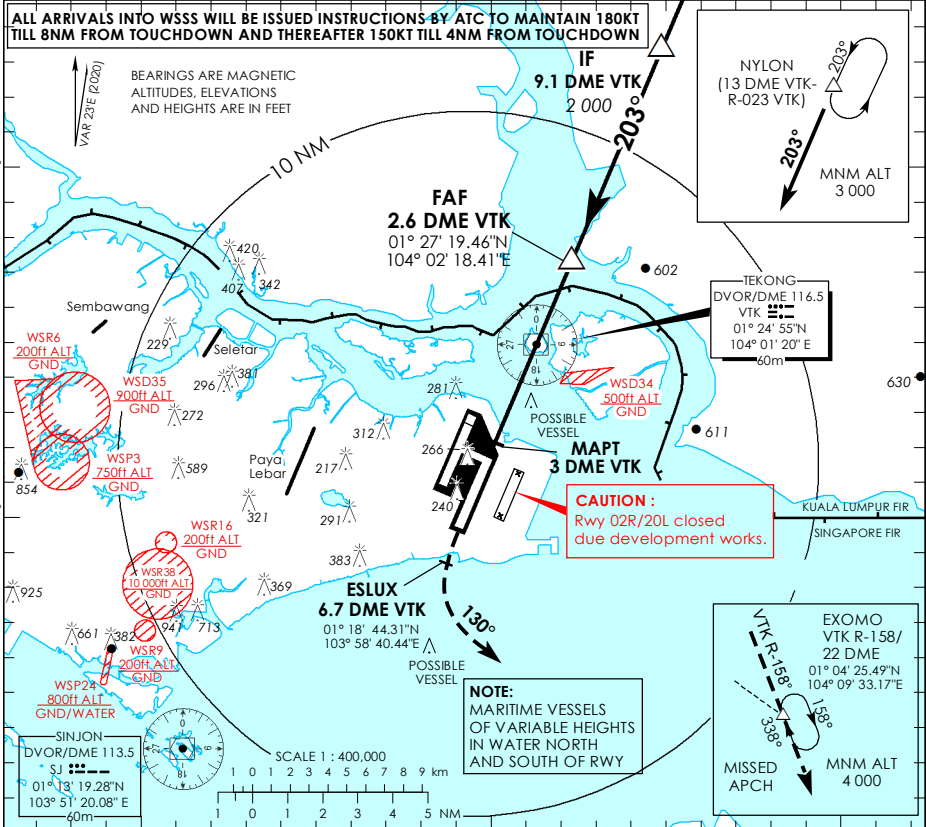 ALL ARRIVALS INTO WSSS WILL BE ISSUED INSTRUCTIONS BY ATC TO MAINTAIN 180KT
TILL 8NM FROM TOUCHDOWN AND THEREAFTER 150KT TILL 4NM FROM TOUCHDOWN
VAR 23'E (2020)
BEARINGS ARE MAGNETIC
ALTITUDES, ELEVATIONS
AND HEIGHTS ARE IN FEET
IF
9.1 DME VTK
2 000
203°
NYLON
(13 DME VTK-
R-023 VTK)
203°
203°
MNM ALT
3 000
10 NM
FAF
2.6 DME VTK
01° 27' 19.46"N
104° 02' 18.41"E
420
407
342
602
TEKONG
DVOR/DME 116.5
VTK
01° 24' 55"N
104° 01' 20" E
60m
0
9
18
27
Sembawang
229
Seletar
WSR6
200ft ALT
GND
WSD35
900ft ALT
GND
296
381
281
WSD34
500ft ALT
GND
630
272
POSSIBLE
VESSEL
611
312
MAPT
3 DME VTK
266
WSP3
750ft ALT
GND
589
854
Paya
Lebar
217
240
321
291
CAUTION :
Rwy 02R/20L closed
due development works.
KUALA LUMPUR FIR
SINGAPORE FIR
WSR16
200ft ALT
GND
383
WSR38
10 000ft ALT
GND
369
925
ESLUX
6.7 DME VTK
01° 18' 44.31"N
103° 58' 40.44"E
130°
941
713
661
382
WSR9
200ft ALT
GND
POSSIBLE
VESSEL
WSP24
800ft ALT
GND/WATER
NOTE:
MARITIME VESSELS
OF VARIABLE HEIGHTS
IN WATER NORTH
AND SOUTH OF RWY
VTK R-158°
EXOMO
VTK R-158/
22 DME
01° 04' 25.49"N
104° 09' 33.17"E
158°
338°
MISSED
APCH
MNM ALT
4 000
SINJON
DVOR/DME 113.5
SJ
01° 13' 19.28"N
103° 51' 20.08" E
60m
0
9
18
27
SCALE 1 : 400,000
1 0 1 2 3 4 5 6 7 8 9 km
1 0 1 2 3 4 5 NM